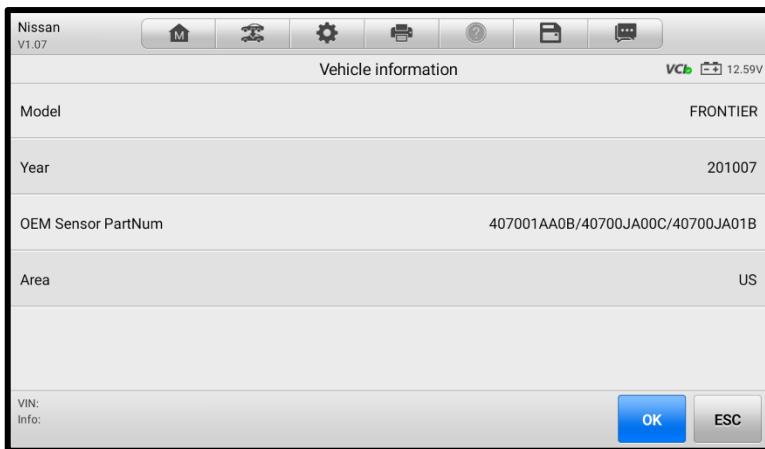 Nissan
V1.07
M
Vehicle information
VCb 12.59V
Model FRONTIER
Year 201007
OEM Sensor PartNum 407001AA0B/40700JA00C/40700JA01B
Area US
VIN:
Info:
OK ESC